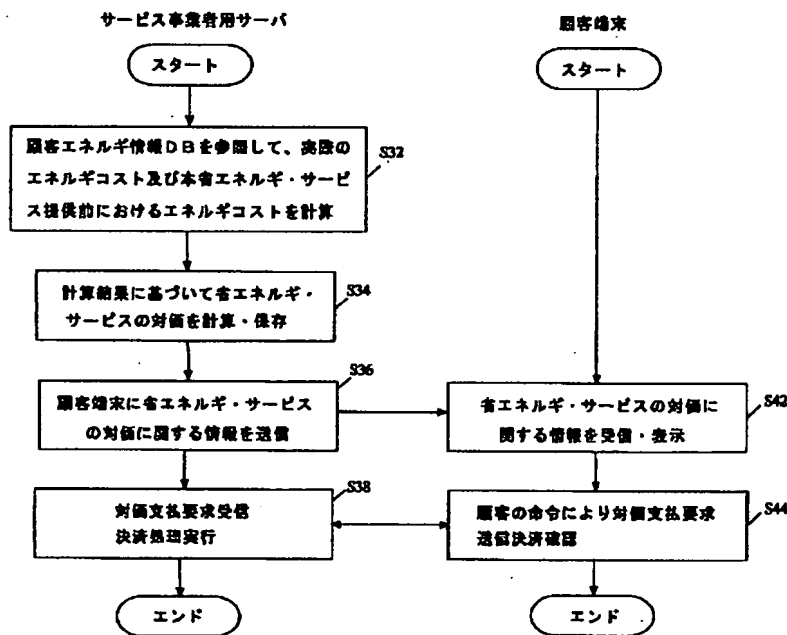 サービス事業者用サーバ
スタート
顧客エネルギ情報DBを参照して、実際の
エネルギコスト及び本省エネルギ・サービ
ス提供前におけるエネルギコストを計算
S32
計算結果に基づいて省エネルギ・
サービスの対価を計算・保存
S34
顧客端末に省エネルギ・サービス
の対価に関する情報を送信
S36
対価支払要求受信
決済処理実行
S38
エンド
顧客端末
スタート
省エネルギ・サービスの対価に
関する情報を受信・表示
S42
顧客の命令により対価支払要求
送信決済確認
S44
エンド